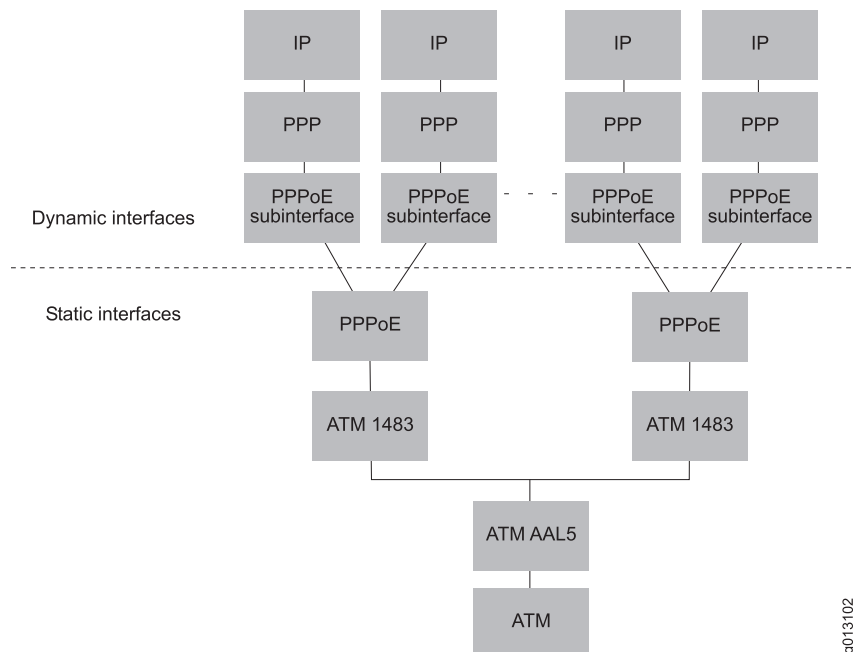 IP
IP
IP
IP
PPP
PPP
PPP
PPP
Dynamic interfaces
PPPoE
subinterface
PPPoE
subinterface
PPPoE
subinterface
PPPoE
subinterface
Static interfaces
PPPoE
PPPoE
ATM 1483
ATM 1483
ATM AAL5
ATM
g013102